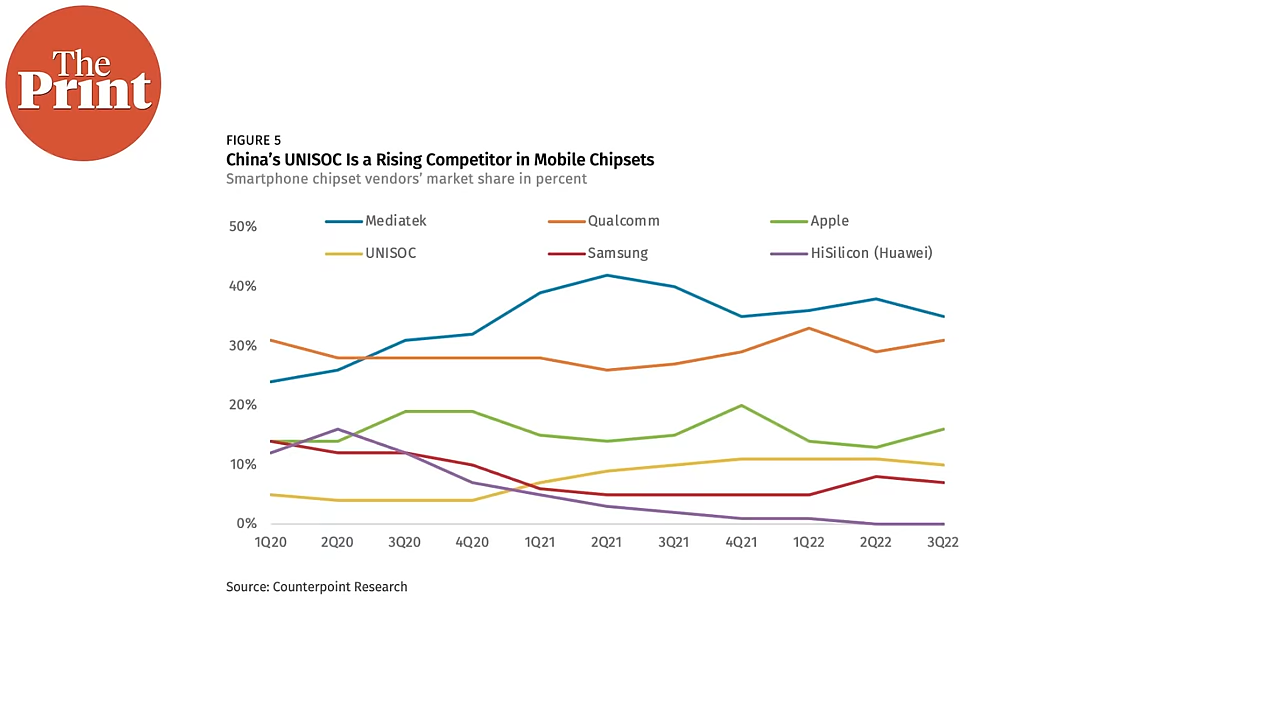 The
Print
FIGURE 5
China’s UNISOC Is a Rising Competitor in Mobile Chipsets
Smartphone chipset vendors’ market share in percent
50%
Mediatek
Qualcomm
Apple
UNISOC
Samsung
HiSilicon (Huawei)
40%
30%
20%
10%
0%
1Q20 2Q20 3Q20 4Q20 1Q21 2Q21 3Q21 4Q21 1Q22 2Q22 3Q22
Source: Counterpoint Research